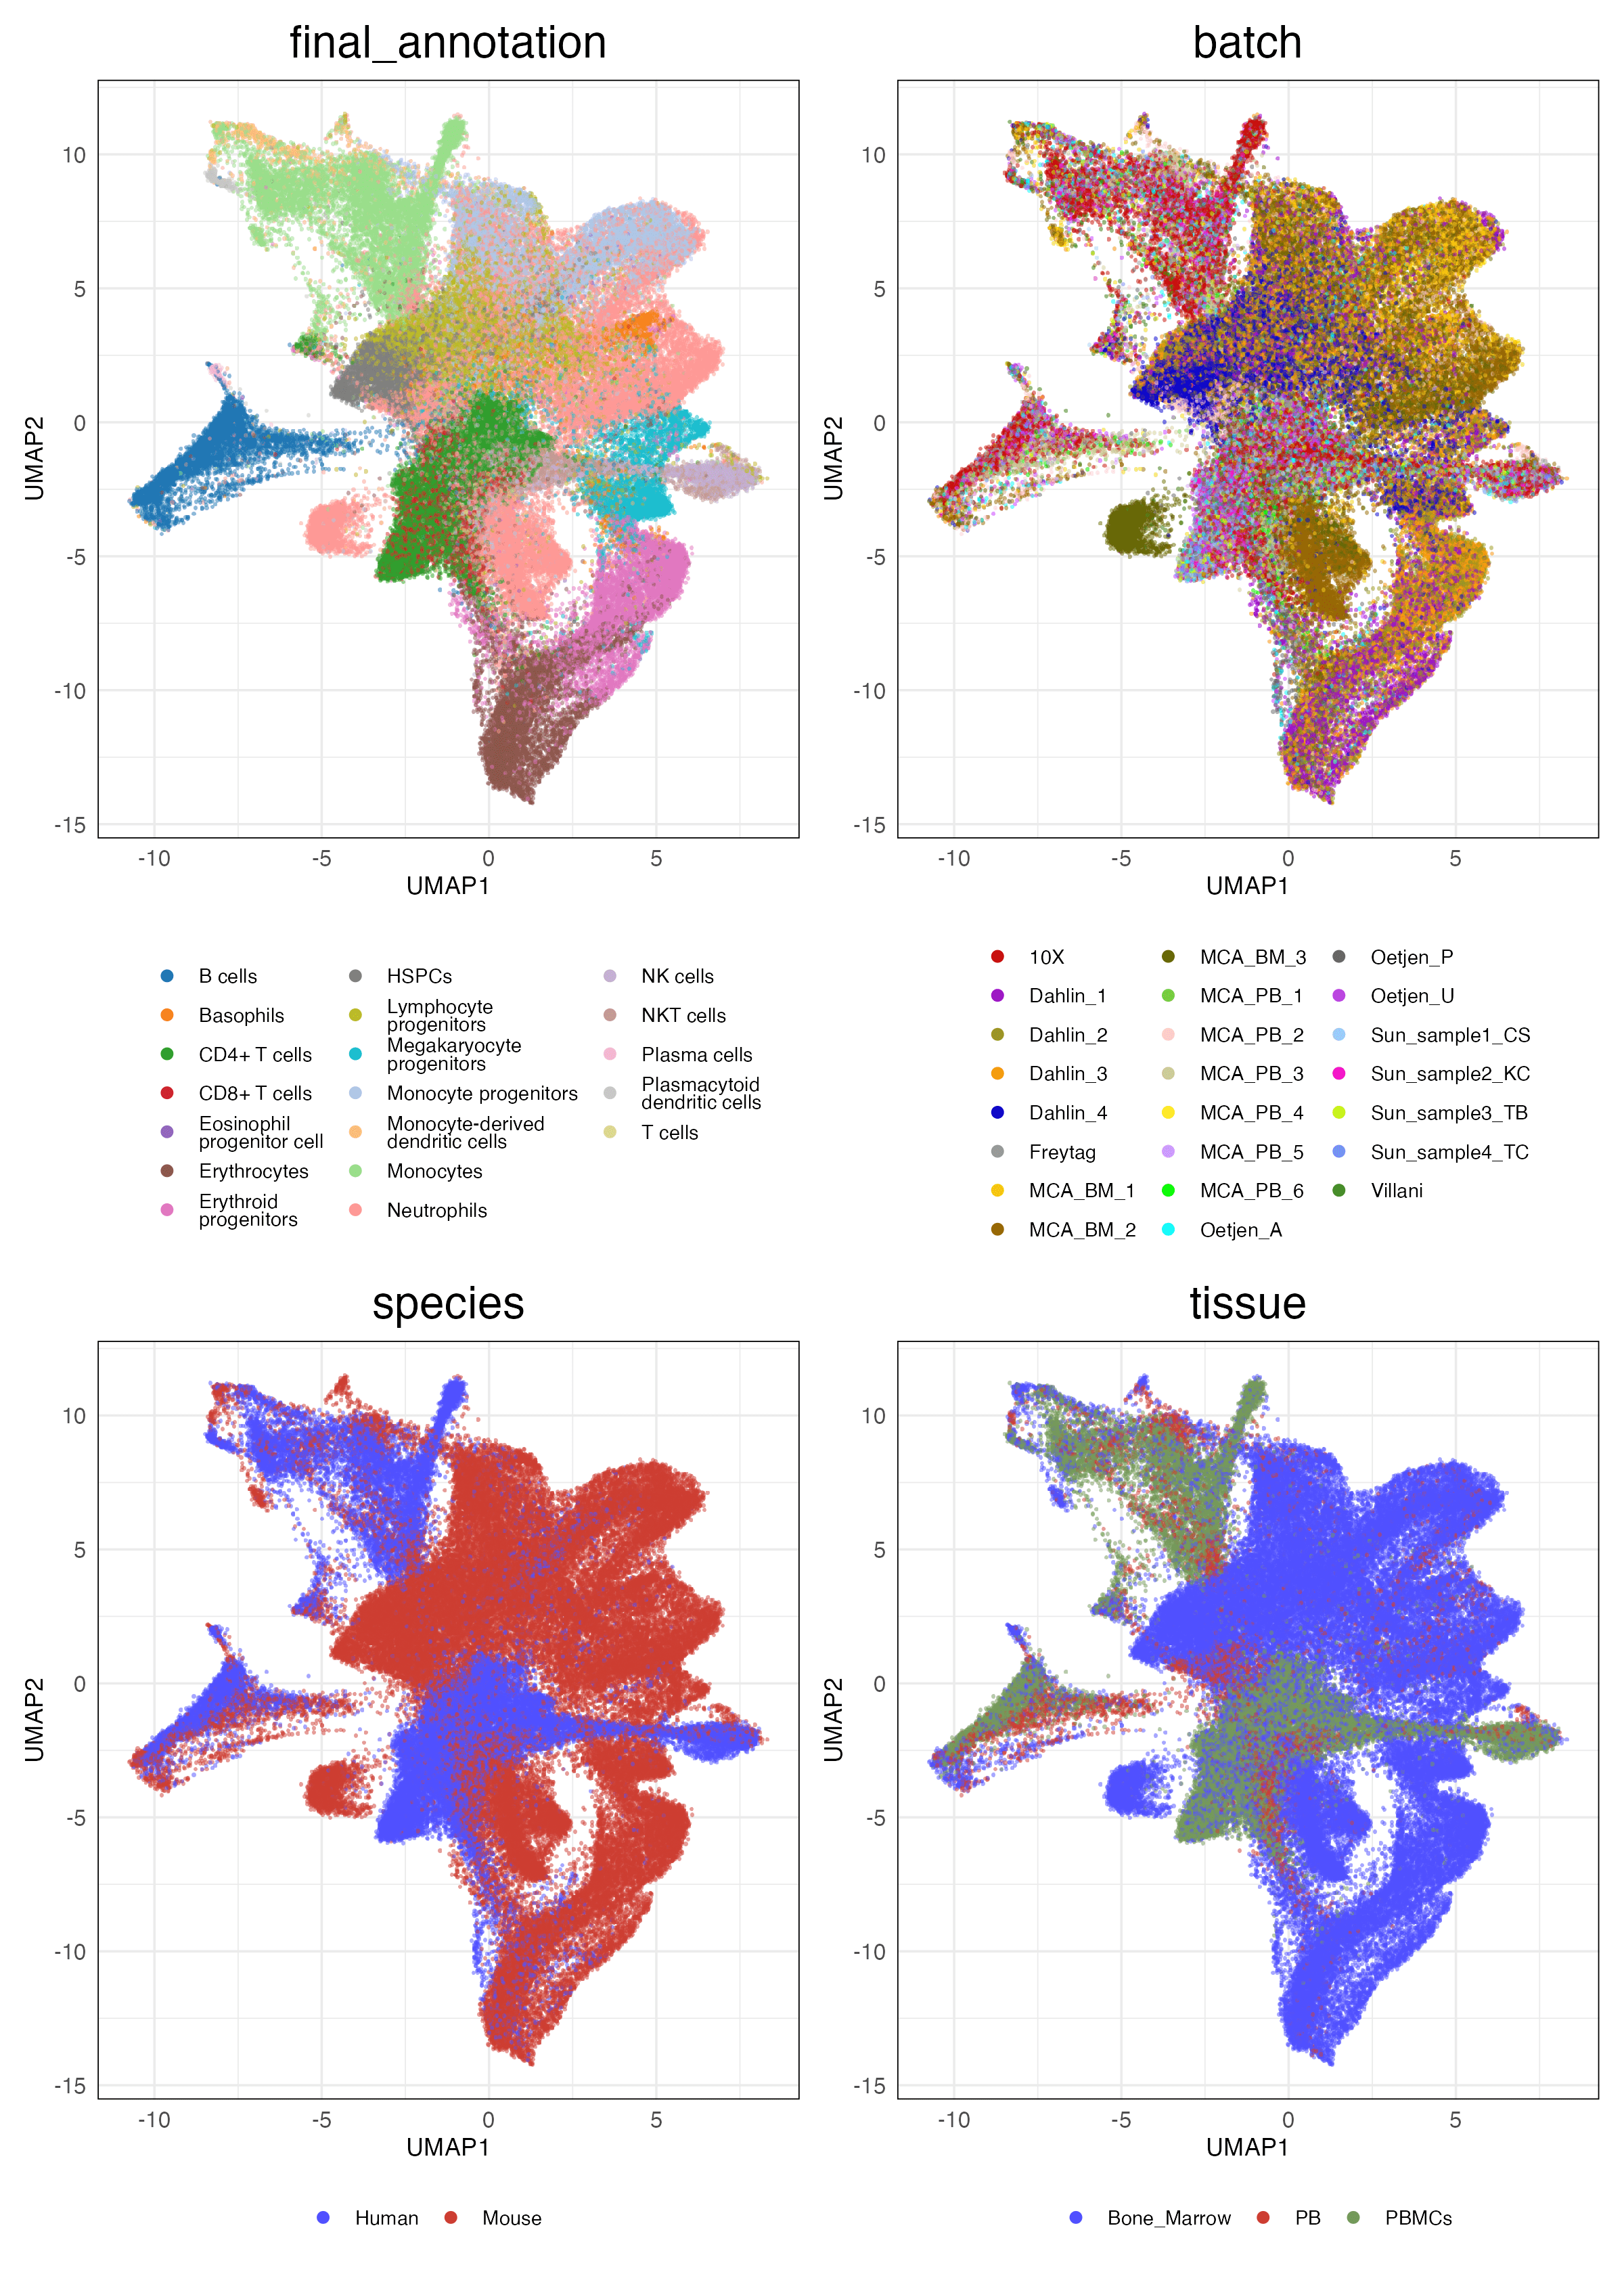 final_annotation
batch
10
5
0
-5
-10
-15
UMAP2
-10
-5
0
5
UMAP1
10
5
0
-5
-10
-15
UMAP2
-10
-5
0
5
UMAP1
B cells
Basophils
CD4+ T cells
CD8+ T cells
Eosinophil
progenitor cell
Erythrocytes
Erythroid
progenitors
HSPCs
Lymphocyte
progenitors
Megakaryocyte
progenitors
Monocyte progenitors
Monocyte-derived
dendritic cells
Monocytes
Neutrophils
NK cells
NKT cells
Plasma cells
Plasmacytoid
dendritic cells
T cells
10X
Dahlin_1
Dahlin_2
Dahlin_3
Dahlin_4
Freytag
MCA_BM_1
MCA_BM_2
MCA_BM_3
MCA_PB_1
MCA_PB_2
MCA_PB_3
MCA_PB_4
MCA_PB_5
MCA_PB_6
Oetjen_A
Oetjen_P
Oetjen_U
Sun_sample1_CS
Sun_sample2_KC
Sun_sample3_TB
Sun_sample4_TC
Villani
species
tissue
10
5
0
-5
-10
-15
UMAP2
-10
-5
0
5
UMAP1
10
5
0
-5
-10
-15
UMAP2
-10
-5
0
5
UMAP1
Human
Mouse
Bone_Marrow
PB
PBMCs